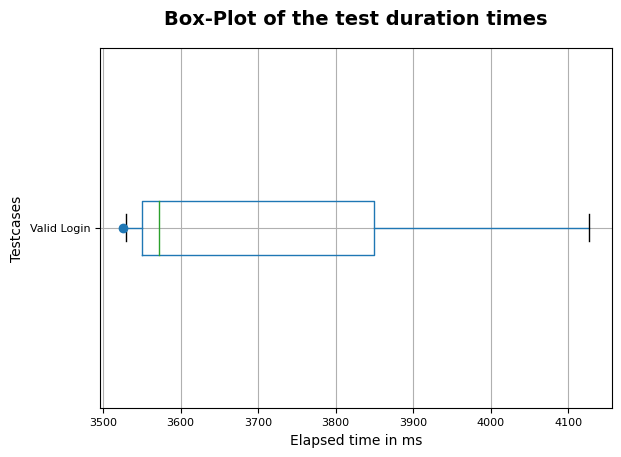 Box-Plot of the test duration times
Testcases
Valid Login
3500 3600 3700 3800 3900 4000 4100
Elapsed time in ms